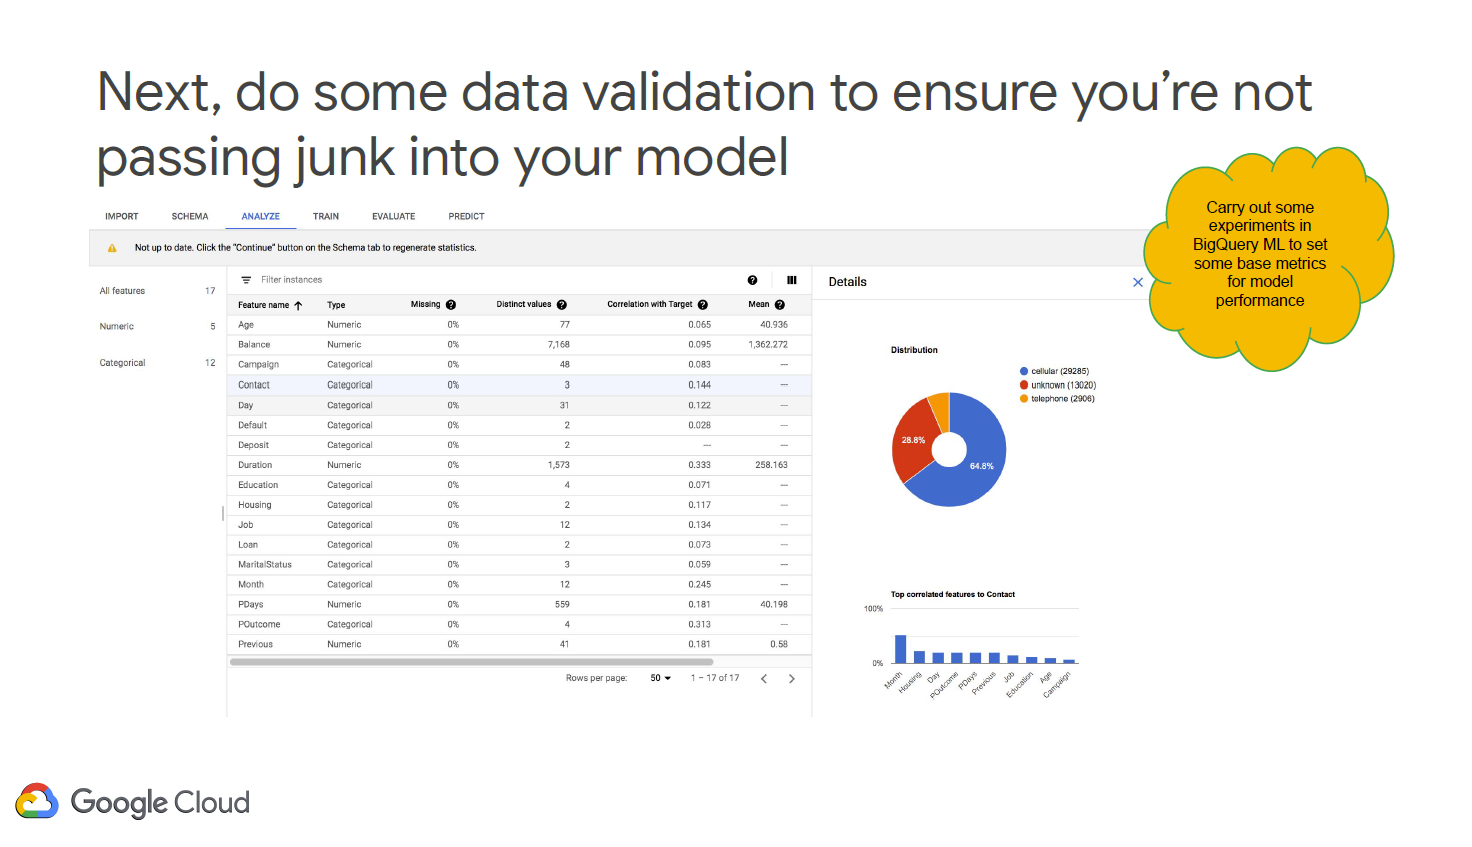 Next, do some data validation to ensure you’re not
passing junk into your model
IMPORT SCHEMA ANALYZE TRAIN EVALUATE PREDICT
Not up to date. Click the "Continue" button on the Schema tab to regenerate statistics.
Carry out some
experiments in
BigQuery ML to set
some base metrics
for model
performance
All features 17
Numeric 5
Categorical 12
Filter instances
Feature name Type Missing Distinct values Correlation with Target Mean
Age Numeric 0% 77 0.065 40.936
Balance Numeric 0% 7,168 0.095 1,362.272
Campaign Categorical 0% 48 0.083 —
Contact Categorical 0% 3 0.144 —
Day Categorical 0% 31 0.122 —
Default Categorical 0% 2 0.028 —
Deposit Categorical 0% 2 — —
Duration Numeric 0% 1,573 0.333 258.163
Education Categorical 0% 4 0.071 —
Housing Categorical 0% 2 0.117 —
Job Categorical 0% 12 0.134 —
Loan Categorical 0% 2 0.073 —
MaritalStatus Categorical 0% 3 0.059 —
Month Categorical 0% 12 0.245 —
PDays Numeric 0% 559 0.181 40.198
POutcome Categorical 0% 4 0.313 —
Previous Numeric 0% 41 0.181 0.58
Rows per page: 50 1 – 17 of 17
Details
Distribution
cellular (29285)
unknown (13020)
telephone (2906)
28.8%
64.8%
Top correlated features to Contact
100%
0%
Month Housing Day POutcome PDays Previous Job Education Age Campaign
Google Cloud